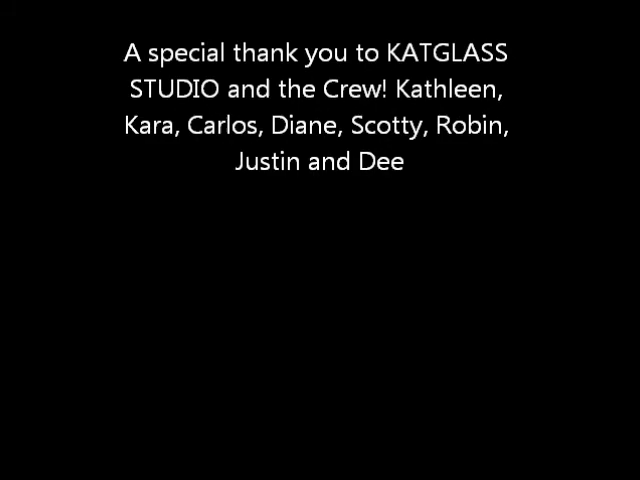 A special thank you to KATGLASS
STUDIO and the Crew! Kathleen,
Kara, Carlos, Diane, Scotty, Robin,
Justin and Dee